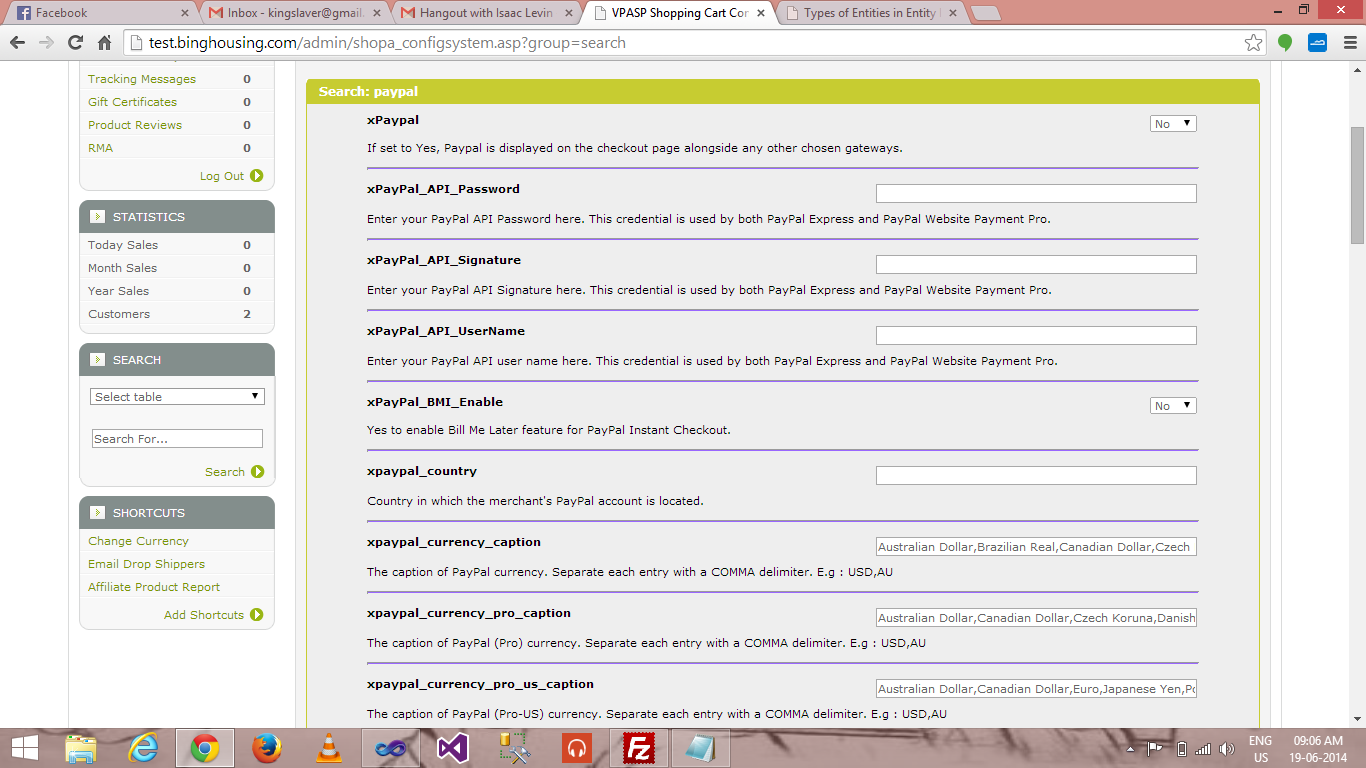 Facebook
Inbox - kingslaver@gmail.
Hangout with Isaac Levin
VPASP Shopping Cart Con
Types of Entities in Entity
test.binghousing.com/admin/shopa_configsystem.asp?group=search
Tracking Messages 0
Gift Certificates 0
Product Reviews 0
RMA 0
Log Out
STATISTICS
Today Sales 0
Month Sales 0
Year Sales 0
Customers 2
SEARCH
Select table
Search For...
Search
SHORTCUTS
Change Currency
Email Drop Shippers
Affiliate Product Report
Add Shortcuts
Search: paypal
xPaypal No
If set to Yes, Paypal is displayed on the checkout page alongside any other chosen gateways.
xPayPal_API_Password
Enter your PayPal API Password here. This credential is used by both PayPal Express and PayPal Website Payment Pro.
xPayPal_API_Signature
Enter your PayPal API Signature here. This credential is used by both PayPal Express and PayPal Website Payment Pro.
xPayPal_API_UserName
Enter your PayPal API user name here. This credential is used by both PayPal Express and PayPal Website Payment Pro.
xPayPal_BMI_Enable No
Yes to enable Bill Me Later feature for PayPal Instant Checkout.
xpaypal_country
Country in which the merchant's PayPal account is located.
xpaypal_currency_caption Australian Dollar,Brazilian Real,Canadian Dollar,Czech
The caption of PayPal currency. Separate each entry with a COMMA delimiter. E.g : USD,AU
xpaypal_currency_pro_caption Australian Dollar,Canadian Dollar,Czech Koruna,Danish
The caption of PayPal (Pro) currency. Separate each entry with a COMMA delimiter. E.g : USD,AU
xpaypal_currency_pro_us_caption Australian Dollar,Canadian Dollar,Euro,Japanese Yen,Po
The caption of PayPal (Pro-US) currency. Separate each entry with a COMMA delimiter. E.g : USD,AU
ENG 09:06 AM
US 19-06-2014